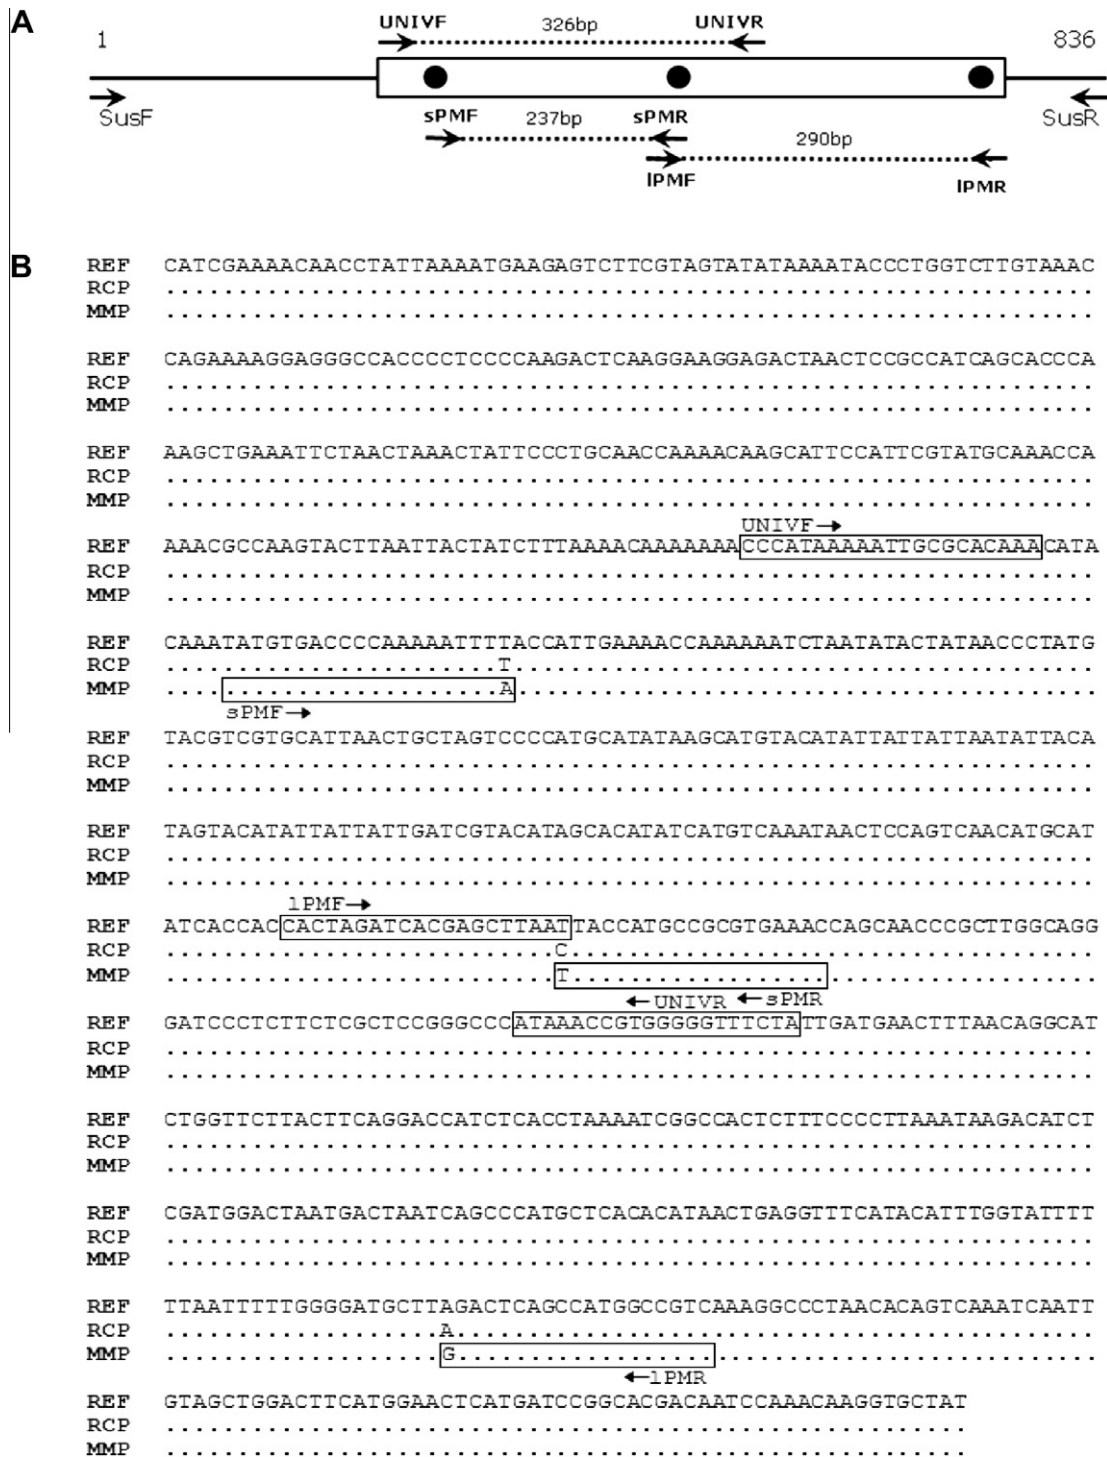 A
UNIVF 326bp UNIVR
1 836
SusF sPMF 237bp sPMR SusR
290bp
lPMF lPMR
B
REF CATCGAAAACAACCTATTAAAATGAAGAGTCTTCGTAGTATATAAAATACCCTGGTCTTGTAAAC
RCP .................................................................
MMP .................................................................
REF CAGAAAAGGAGGGCCACCCCTCCCCAAGACTCAAGGAAGGAGACTAACTCCGCCATCAGCACCCA
RCP .................................................................
MMP .................................................................
REF AAGCTGAAATTCTAACTAAACTATTCCCTGCAACCAAAACAAGCATTCCATTCGTATGCAAACCA
RCP .................................................................
MMP .................................................................
UNIVF→
REF AAACGCCAAGTACTTAATTACTATCTTTAAAACAAAAAAACCCATAAAAATTGCGCACAAACATA
RCP .................................................................
MMP .................................................................
REF CAAATATGTGACCCCAAAAATTTTACCATTGAAAACCAAAAAAATCTAATATACTATAACCCTATG
RCP ........................T.........................................
MMP ........................A.........................................
sPMF→
REF TACGTCGTGCATTAACTGCTAGTCCCCATGCATATAAGCATGTACATATTATTATTAATATTACA
RCP .................................................................
MMP .................................................................
REF TAGTACATATTATTATTGATCGTACATAGCACATATCATGTCAAATAACTCCAGTCAACATGCAT
RCP .................................................................
MMP .................................................................
lPMF→
REF ATCACCACCACTAGATCACGAGCTTAATTACCATGCCGCGTGAAACCAGCAACCCGCTTGGCAGG
RCP ...........................C.....................................
MMP ...........................T.....................................
←UNIVR ←sPMR
REF GATCCCTCTTCTCGCTCCGGGCCCATAAACCGTGGGGGTTTCTATTGATGAACTTTAACAGGCAT
RCP .................................................................
MMP .................................................................
REF CTGGTTCTTACTTCAGGACCATCTCACCTAAAATCGGCCACTCTTTCCCCTTAAATAAGACATCT
RCP .................................................................
MMP .................................................................
REF CGATGGACTAATGACTAATCAGCCCATGCTCACACATAACTGAGGTTTCATACATTTGGTATTTT
RCP .................................................................
MMP .................................................................
REF TTAATTTTTGGGGATGCTTAGACTCAGCCATGGCCGTCAAAGGCCCTAACACAGTCAAATCAATT
RCP ...................A.............................................
MMP ...................G.............................................
←lPMR
REF GTAGCTGGACTTCATGGAACTCATGATCCGGCACGACAATCCAAACAAGGTGCTAT
RCP ........................................................
MMP ........................................................